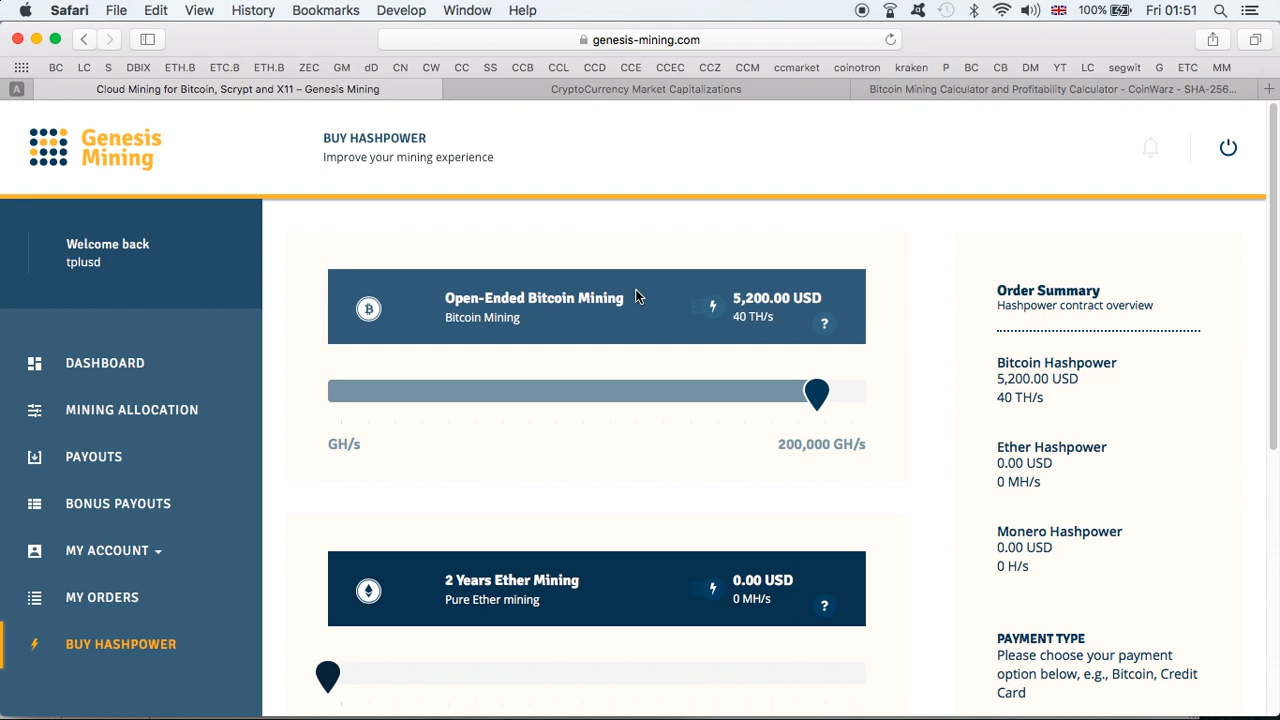 Safari File Edit View History Bookmarks Develop Window Help 100% Fri 01:51
genesis-mining.com
BC LC S DBIX ETH.B ETC.B ETH.B ZEC GM dD CN CW CC SS CCB CCL CCD CCE CCEC CCZ CCM ccmarket coinotron kraken P BC CB DM YT LC segwit G ETC MM
A Cloud Mining for Bitcoin, Scrypt and X11 – Genesis Mining CryptoCurrency Market Capitalizations Bitcoin Mining Calculator and Profitability Calculator - CoinWarz - SHA-256...
Genesis
Mining
BUY HASHPOWER
Improve your mining experience
Welcome back
tplusd
DASHBOARD
MINING ALLOCATION
PAYOUTS
BONUS PAYOUTS
MY ACCOUNT
MY ORDERS
BUY HASHPOWER
Open-Ended Bitcoin Mining
Bitcoin Mining
5,200.00 USD
40 TH/s
?
GH/s 200,000 GH/s
2 Years Ether Mining
Pure Ether mining
0.00 USD
0 MH/s
?
Order Summary
Hashpower contract overview
Bitcoin Hashpower
5,200.00 USD
40 TH/s
Ether Hashpower
0.00 USD
0 MH/s
Monero Hashpower
0.00 USD
0 H/s
PAYMENT TYPE
Please choose your payment
option below, e.g., Bitcoin, Credit
Card